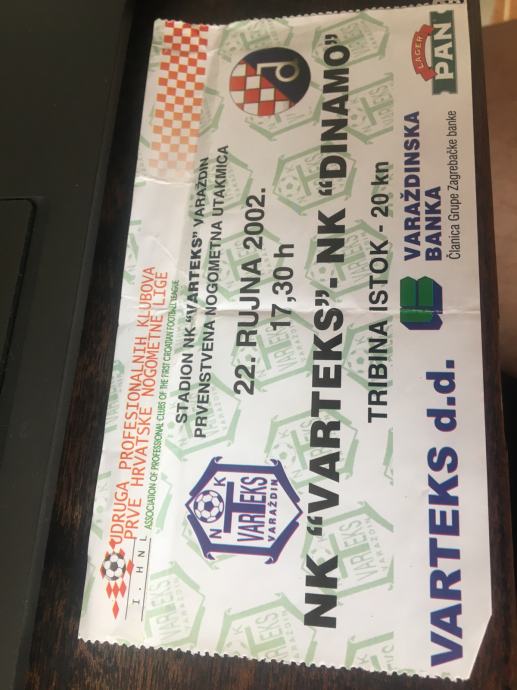 UDRUGA PROFESIONALNIH KLUBOVA
PRVE HRVATSKE NOGOMETNE LIGE
ASSOCIATION OF PROFESSIONAL CLUBS OF THE FIRST CROATIAN FOOTBALL LEAGUE
I. HNL
STADION NK "VARTEKS" VARAŽDIN
PRVENSTVENA NOGOMETNA UTAKMICA
22. RUJNA 2002.
17,30 h
N K
VARTEKS
VARAŽDIN
NK "VARTEKS"- NK "DINAMO"
TRIBINA ISTOK - 20 kn
VARTEKS d.d.
VARAŽDINSKA
BANKA
Članica Grupe Zagrebačke banke
LAGER
PAN